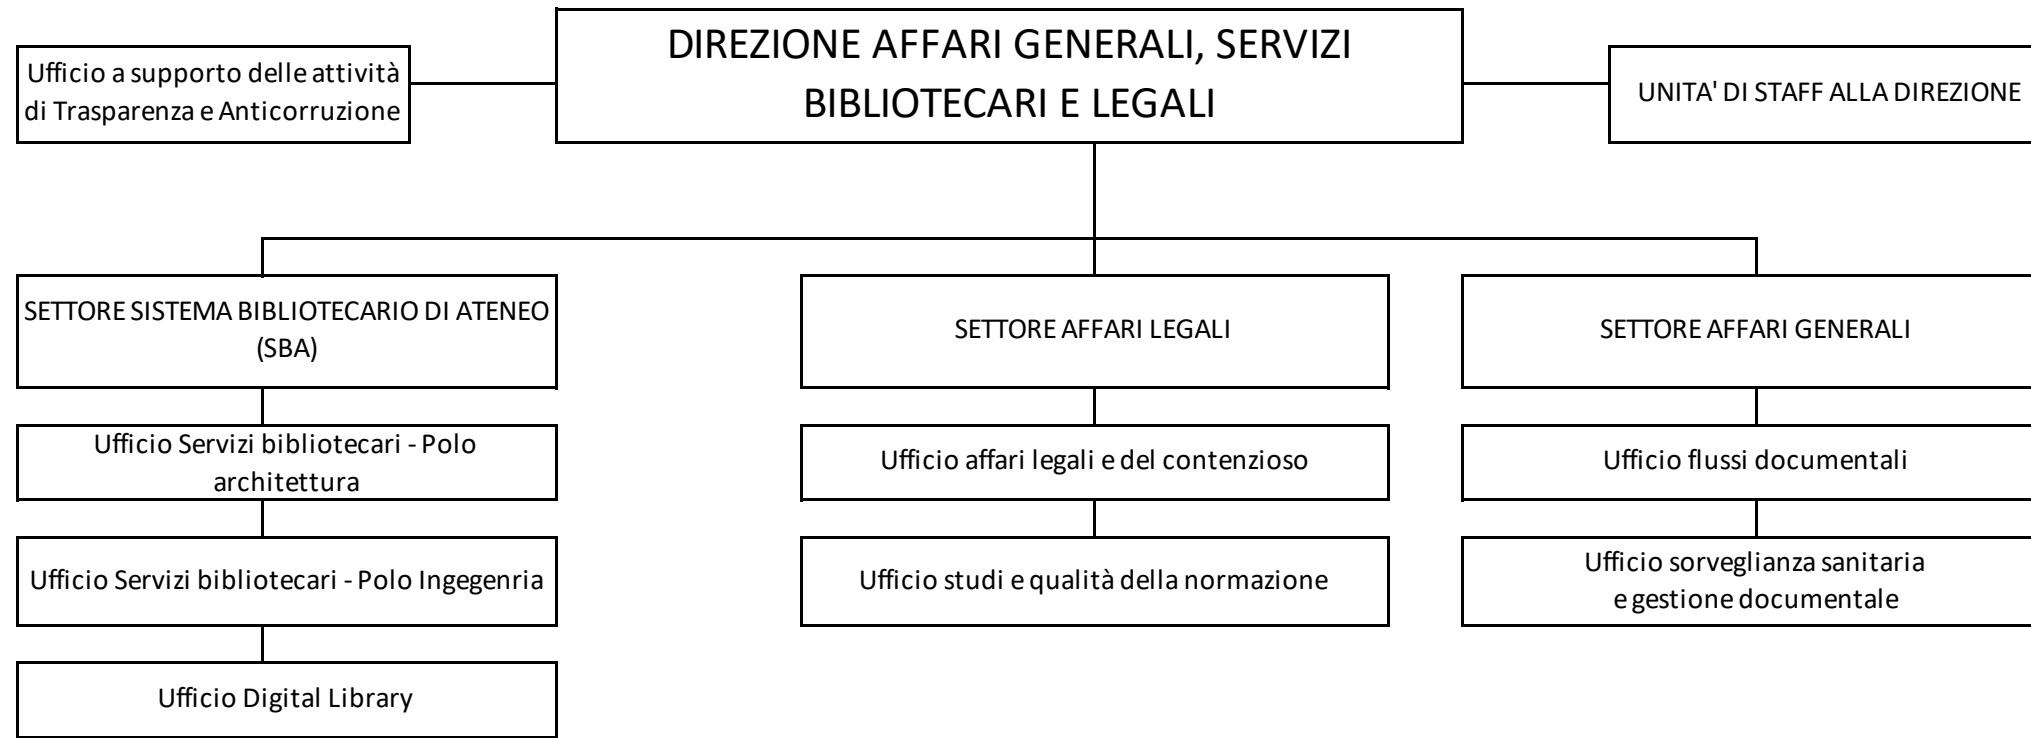 DIREZIONE AFFARI GENERALI, SERVIZI
BIBLIOTECARI E LEGALI
Ufficio a supporto delle attività
di Trasparenza e Anticorruzione
UNITA' DI STAFF ALLA DIREZIONE
SETTORE SISTEMA BIBLIOTECARIO DI ATENEO
(SBA)
Ufficio Servizi bibliotecari - Polo
architettura
Ufficio Servizi bibliotecari - Polo Ingegenria
Ufficio Digital Library
SETTORE AFFARI LEGALI
Ufficio affari legali e del contenzioso
Ufficio studi e qualità della normazione
SETTORE AFFARI GENERALI
Ufficio flussi documentali
Ufficio sorveglianza sanitaria
e gestione documentale